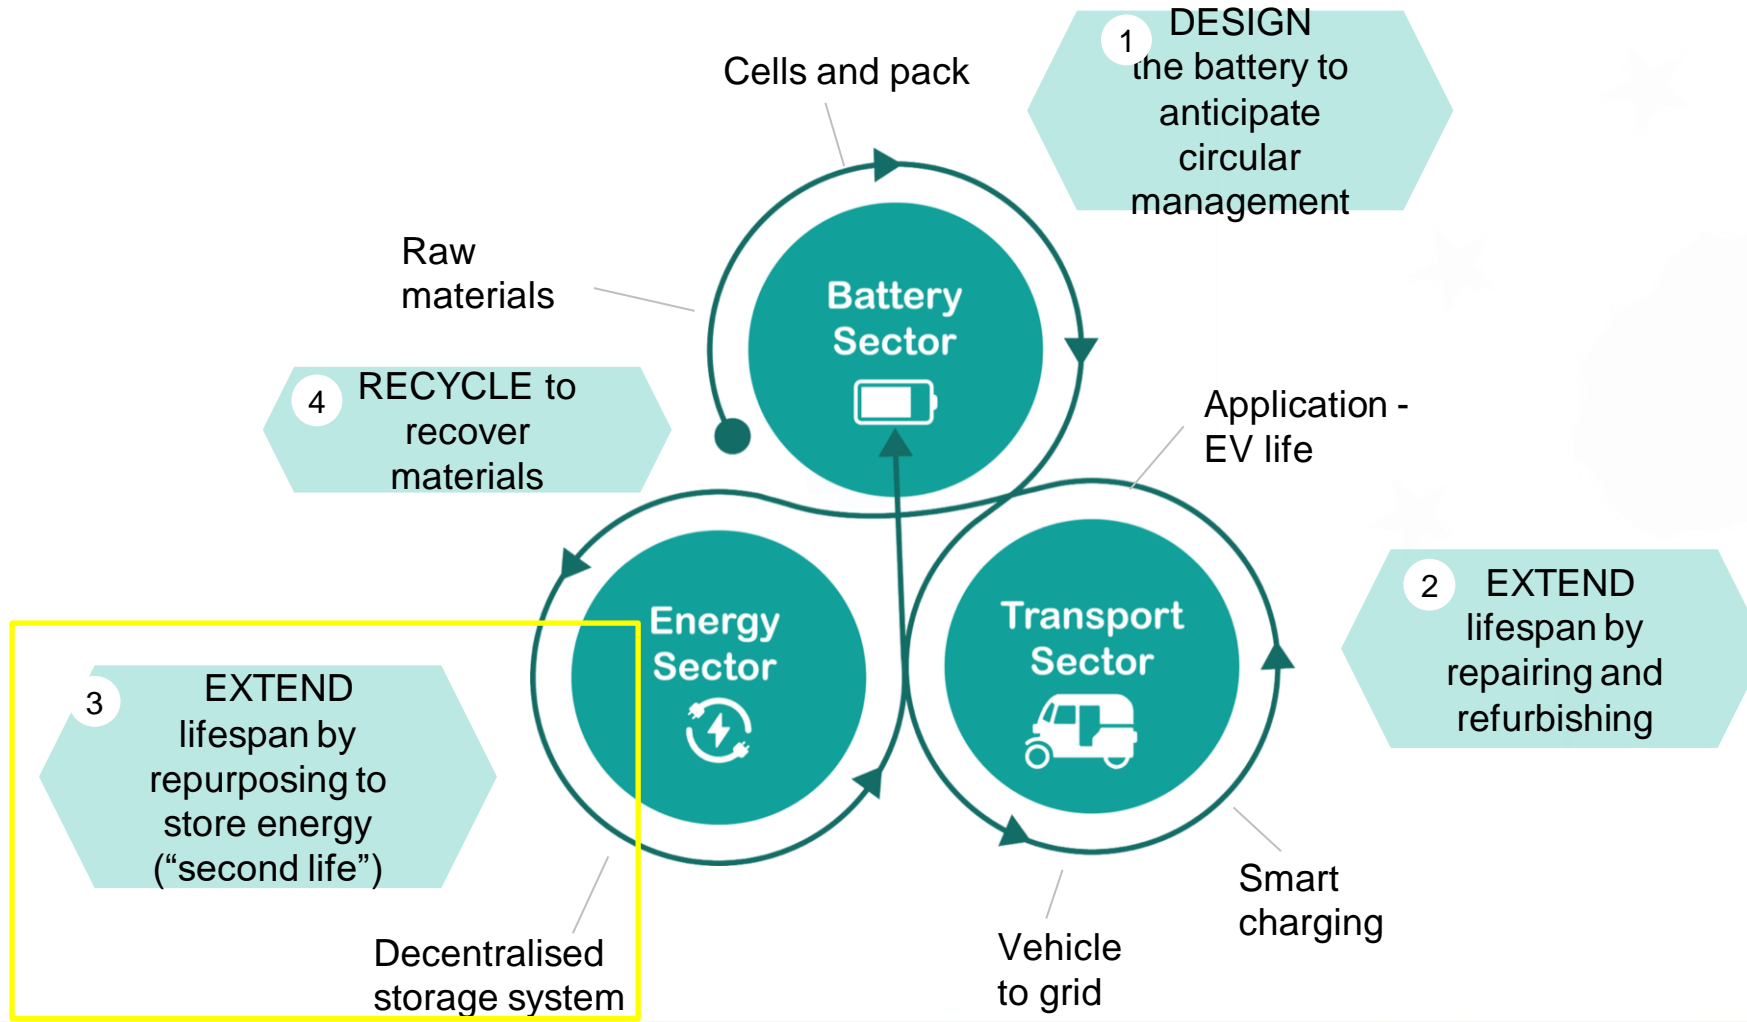 Cells and pack
1
DESIGN
the battery to
anticipate
circular
management
Raw
materials
Battery
Sector
4
RECYCLE to
recover
materials
Application -
EV life
2
EXTEND
lifespan by
repairing and
refurbishing
Energy
Sector
Transport
Sector
3
EXTEND
lifespan by
repurposing to
store energy
(“second life”)
Smart
charging
Decentralised
storage system
Vehicle
to grid